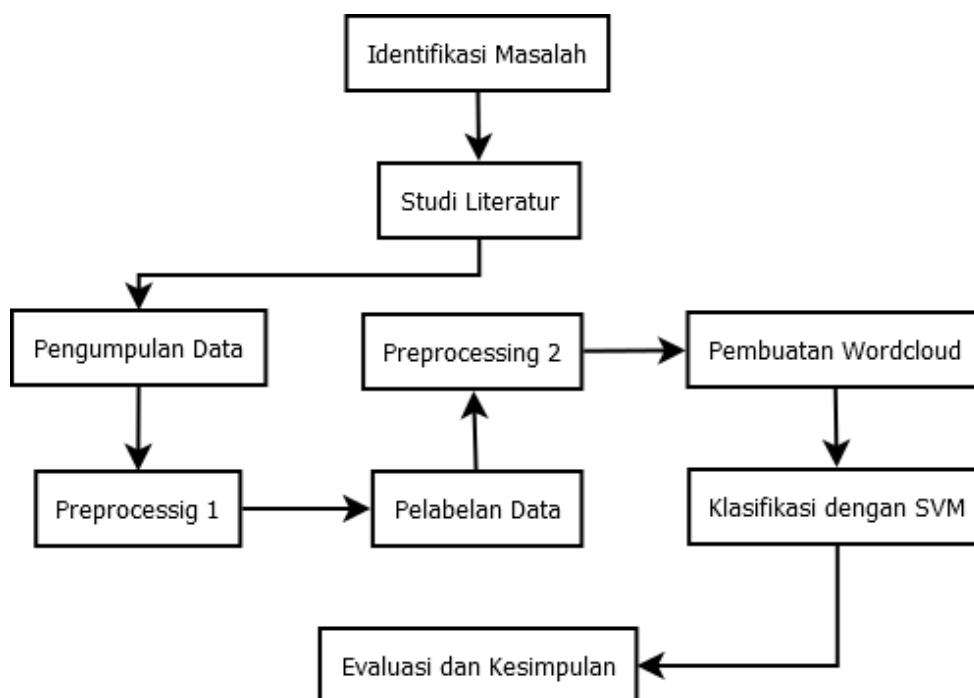 Identifikasi Masalah
Studi Literatur
Pengumpulan Data
Preprocessig 1
Pelabelan Data
Preprocessing 2
Pembuatan Wordcloud
Klasifikasi dengan SVM
Evaluasi dan Kesimpulan